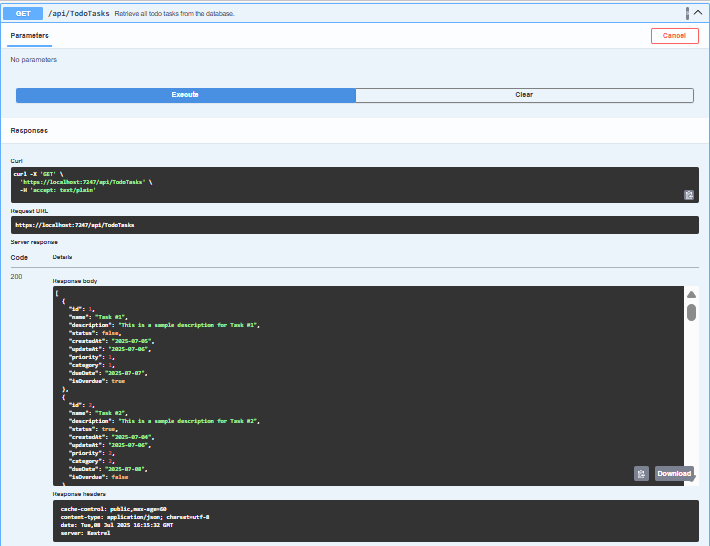 GET /api/TodoTasks Retrieve all todo tasks from the database.
Parameters
Cancel
No parameters
Execute
Clear
Responses
Curl
curl -X 'GET' \
'https://localhost:7247/api/TodoTasks' \
-H 'accept: text/plain'
Request URL
https://localhost:7247/api/TodoTasks
Server response
Code Details
200
Response body
[
{
"id": 1,
"name": "Task #1",
"description": "This is a sample description for Task #1",
"status": false,
"createdAt": "2025-07-05",
"updateAt": "2025-07-06",
"priority": 1,
"category": 1,
"dueDate": "2025-07-07",
"isOverdue": true
},
{
"id": 2,
"name": "Task #2",
"description": "This is a sample description for Task #2",
"status": true,
"createdAt": "2025-07-04",
"updateAt": "2025-07-06",
"priority":
"category":
"dueDate": "2025-07-08",
"isOverdue": false
Download
Response headers
cache-control: public,max-age=60
content-type: application/json; charset=utf-8
date: Tue,08 Jul 2025 16:15:32 GMT
server: Kestrel